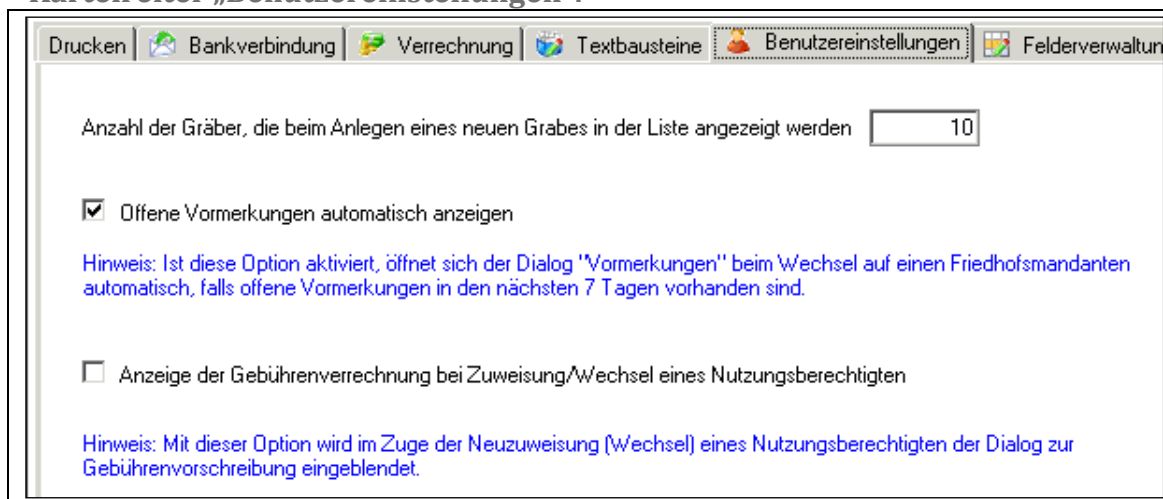 Kartenreiter „Benutzereinstellungen“:
Drucken Bankverbindung Verrechnung Textbausteine Benutzereinstellungen Felderverwaltun
Anzahl der Gräber, die beim Anlegen eines neuen Grabes in der Liste angezeigt werden 10
Offene Vormerkungen automatisch anzeigen
Hinweis: Ist diese Option aktiviert, öffnet sich der Dialog "Vormerkungen" beim Wechsel auf einen Friedhofsmandanten
automatisch, falls offene Vormerkungen in den nächsten 7 Tagen vorhanden sind.
Anzeige der Gebührenverrechnung bei Zuweisung/Wechsel eines Nutzungsberechtigten
Hinweis: Mit dieser Option wird im Zuge der Neuzuweisung (Wechsel) eines Nutzungsberechtigten der Dialog zur
Gebührenvorschreibung eingeblendet.